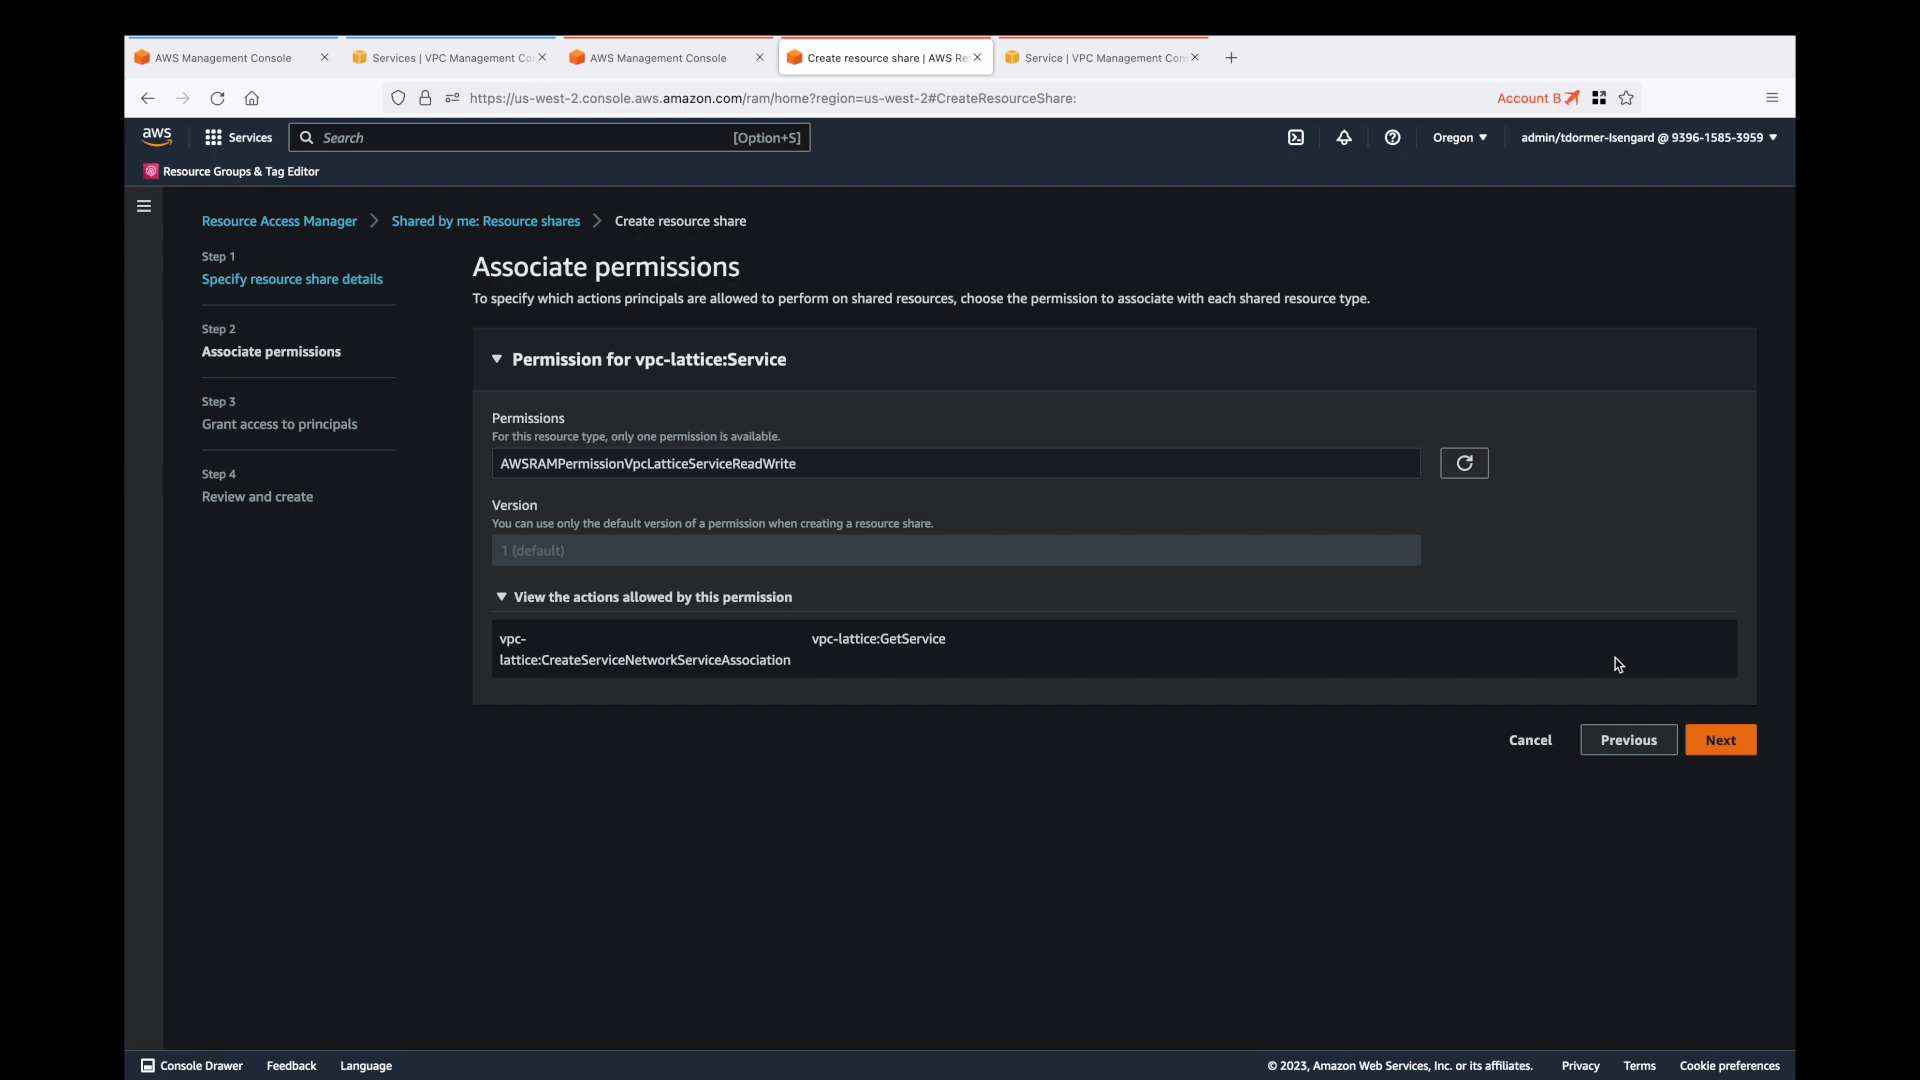 AWS Management Console
Services | VPC Management Co
AWS Management Console
Create resource share | AWS Re
Service | VPC Management Con
https://us-west-2.console.aws.amazon.com/ram/home?region=us-west-2#CreateResourceShare:
Account B
aws
Services
Search
[Option+S]
Oregon
admin/tdormer-Isengard @ 9396-1585-3959
Resource Groups & Tag Editor
Resource Access Manager
Shared by me: Resource shares
Create resource share
Step 1
Specify resource share details
Step 2
Associate permissions
Step 3
Grant access to principals
Step 4
Review and create
Associate permissions
To specify which actions principals are allowed to perform on shared resources, choose the permission to associate with each shared resource type.
Permission for vpc-lattice:Service
Permissions
For this resource type, only one permission is available.
AWSRAMPermissionVpcLatticeServiceReadWrite
Version
You can use only the default version of a permission when creating a resource share.
1 (default)
View the actions allowed by this permission
vpc-
lattice:CreateServiceNetworkServiceAssociation
vpc-lattice:GetService
Cancel
Previous
Next
Console Drawer
Feedback
Language
© 2023, Amazon Web Services, Inc. or its affiliates.
Privacy
Terms
Cookie preferences